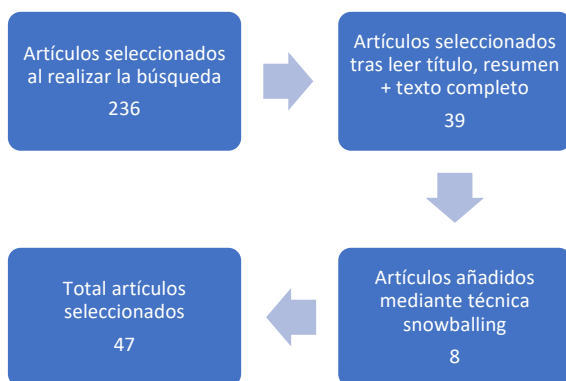 Artículos seleccionados
al realizar la búsqueda
236
Artículos seleccionados
tras leer título, resumen
+ texto completo
39
Artículos añadidos
mediante técnica
snowballing
8
Total artículos
seleccionados
47